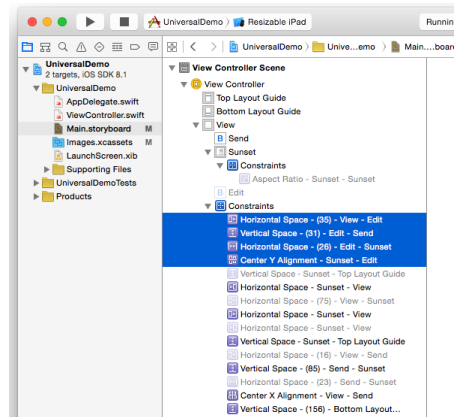 UniversalDemo
Resizable iPad
Runnin
UniversalDemo
Unive...emo
Main....boar
UniversalDemo
2 targets, iOS SDK 8.1
UniversalDemo
AppDelegate.swift
ViewController.swift
Main.storyboard M
Images.xcassets M
LaunchScreen.xib
Supporting Files
UniversalDemoTests
Products
View Controller Scene
View Controller
Top Layout Guide
Bottom Layout Guide
View
B Send
Sunset
Constraints
Aspect Ratio - Sunset - Sunset
B Edit
Constraints
Horizontal Space - (35) - View - Edit
Vertical Space - (31) - Edit - Send
Horizontal Space - (26) - Edit - Sunset
Center Y Alignment - Sunset - Edit
Vertical Space - Sunset - Top Layout Guide
Horizontal Space - Sunset - View
Horizontal Space - (75) - View - Sunset
Horizontal Space - Sunset - View
Horizontal Space - Sunset - View
Vertical Space - Sunset - Top Layout Guide
Horizontal Space - (16) - View - Send
Vertical Space - (85) - Send - Sunset
Horizontal Space - (23) - Send - Sunset
Center X Alignment - View - Send
Vertical Space - (156) - Bottom Layout...